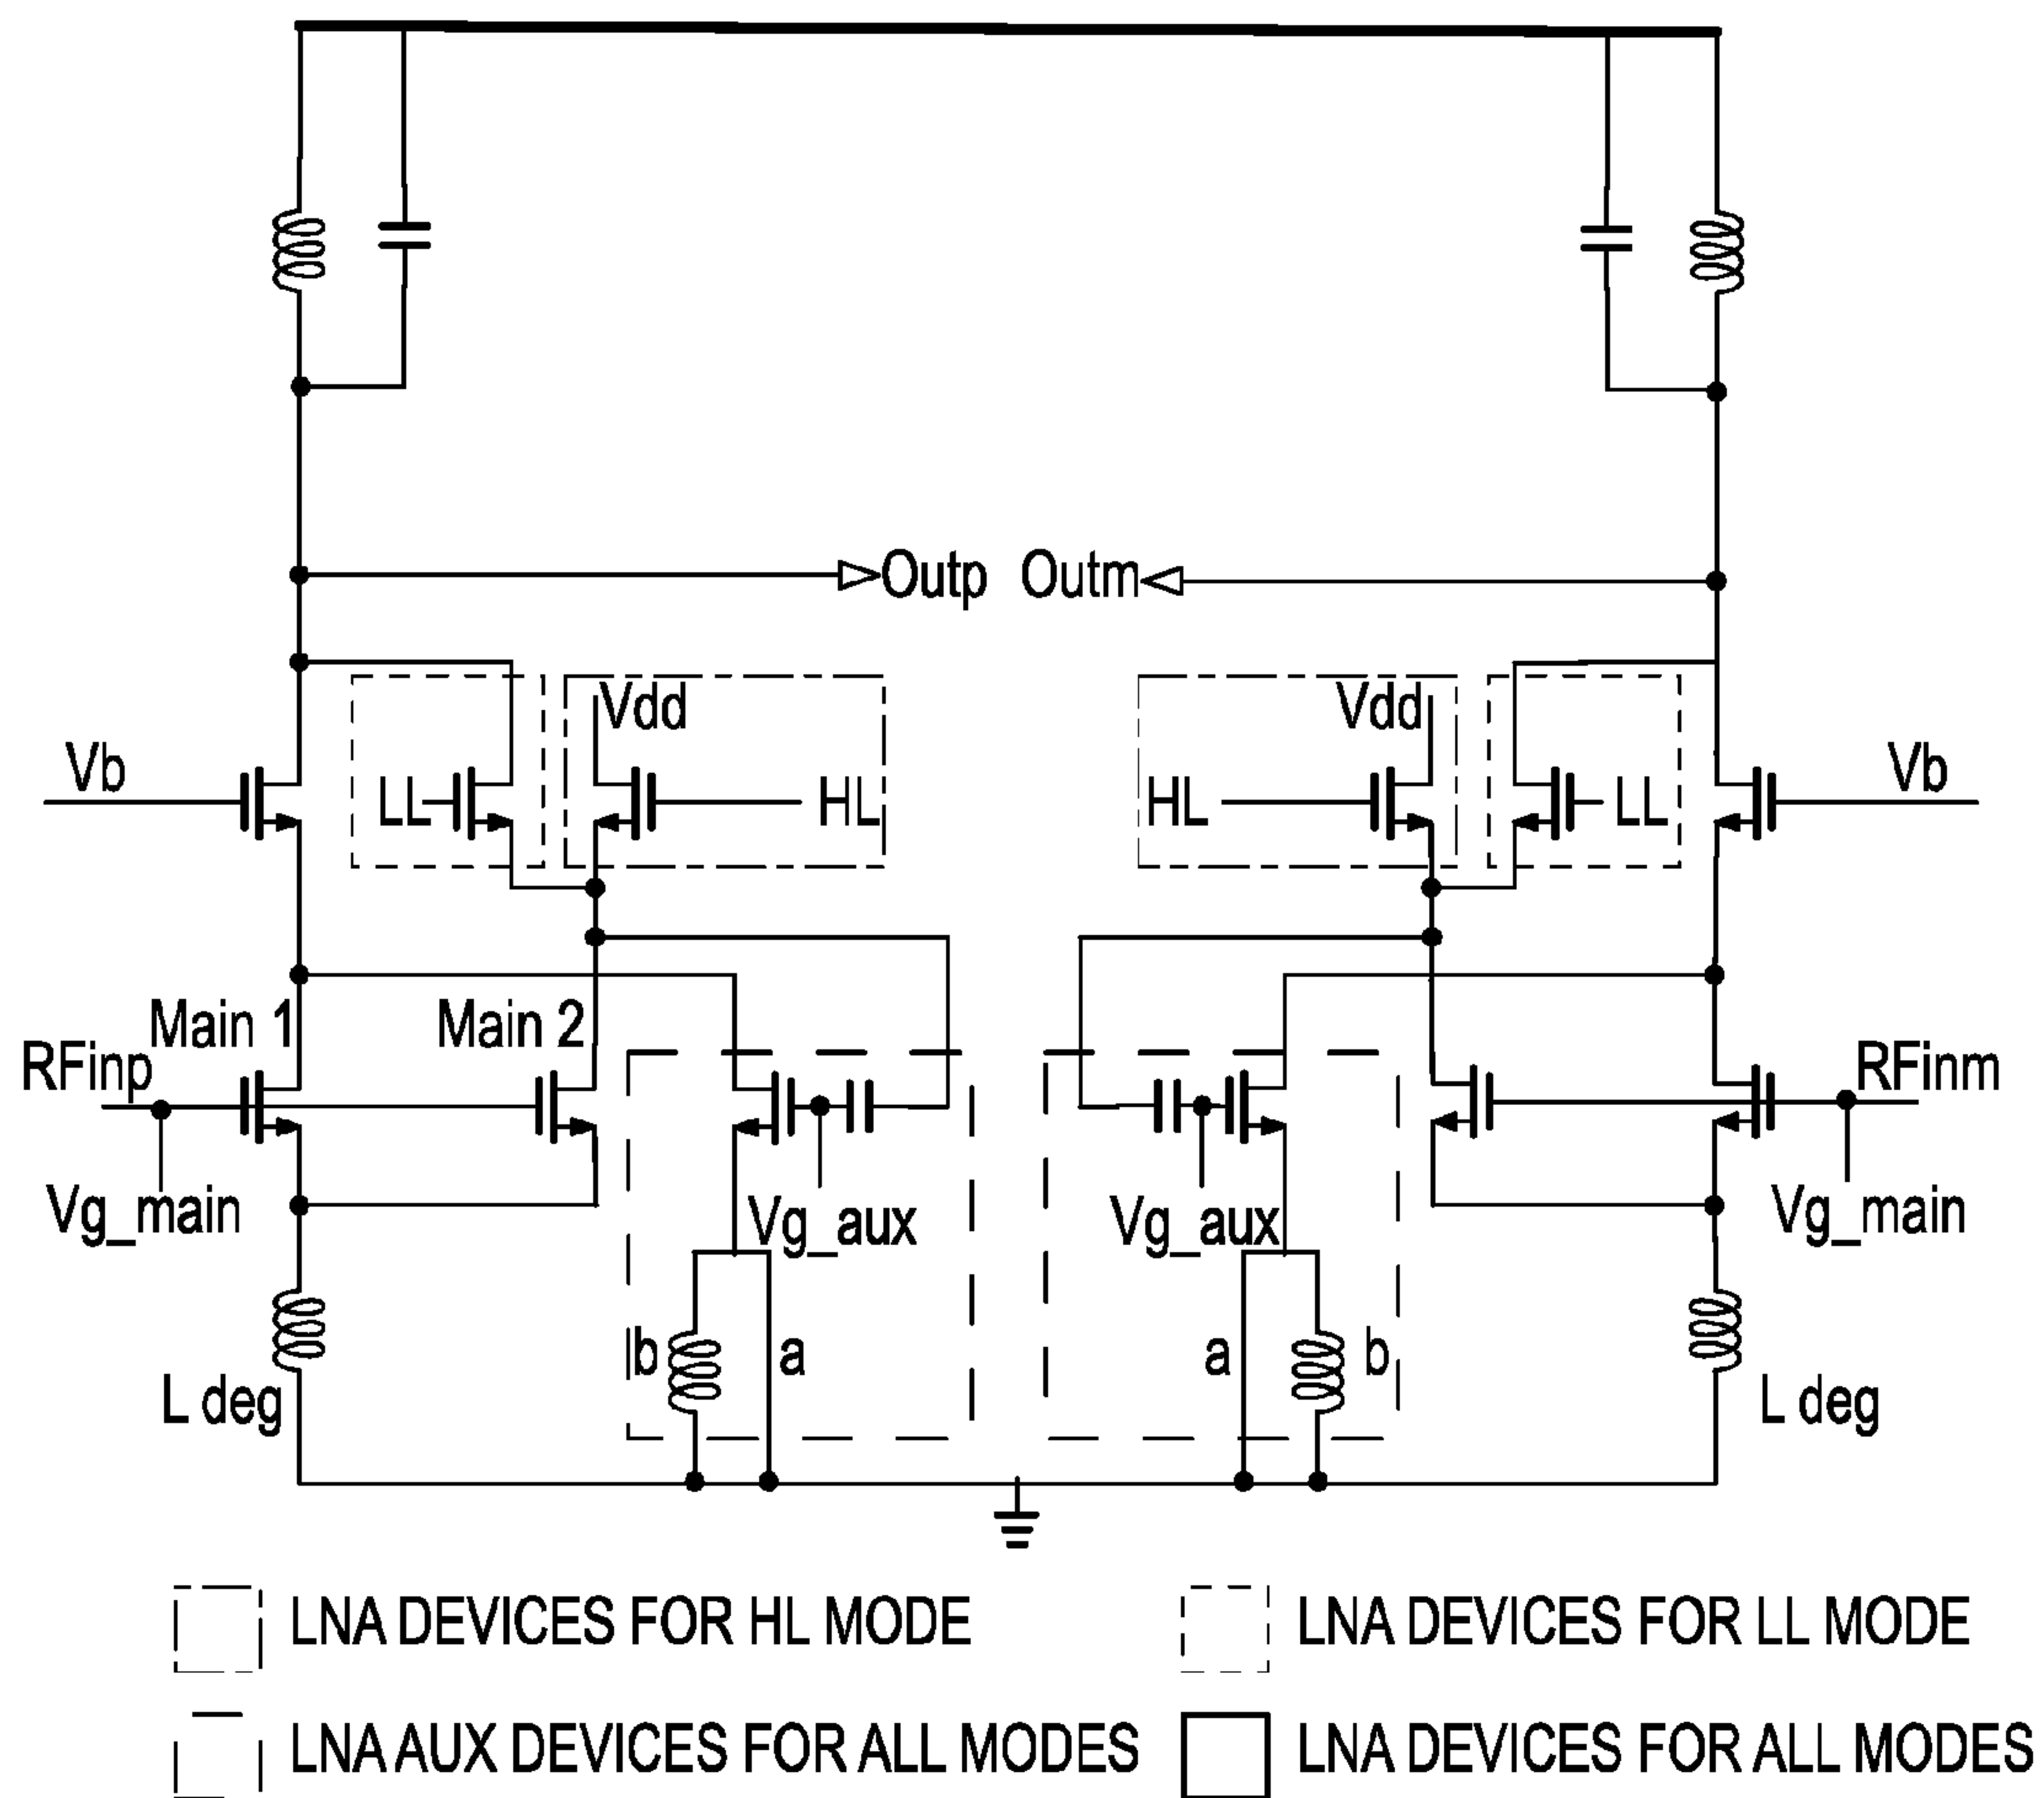 Outp Outm
Vdd Vdd
Vb LL HL HL LL Vb
Main 1 Main 2
RFinp RFinm
Vg_main Vg_aux Vg_aux Vg_main
b a a b
L deg L deg
LNA DEVICES FOR HL MODE LNA DEVICES FOR LL MODE
LNA AUX DEVICES FOR ALL MODES LNA DEVICES FOR ALL MODES